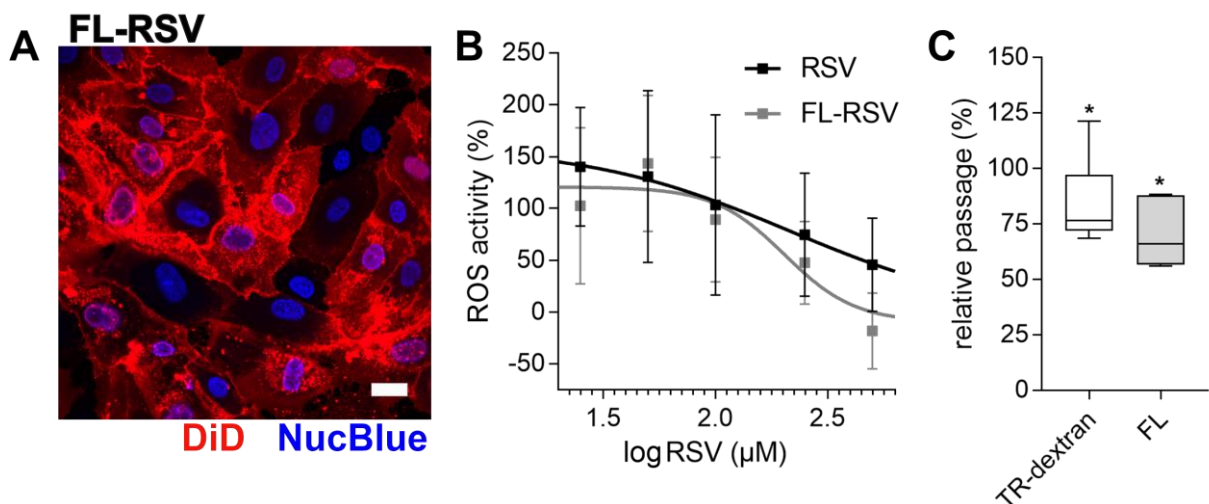 A
FL-RSV
DiD NucBlue
B
RSV
FL-RSV
ROS activity (%)
250
200
150
100
50
0
-50
1.5 2.0 2.5
log RSV (µM)
C
relative passage (%)
150
125
100
75
50
25
0
* *
TR-dextran
FL